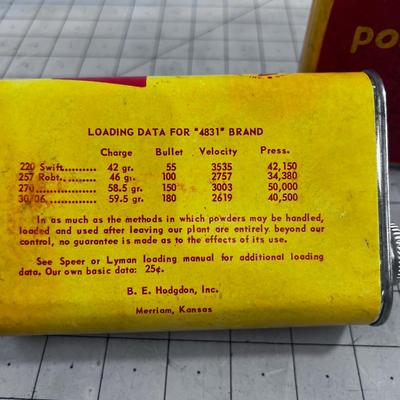 po
LOADING DATA FOR "4831" BRAND
Charge Bullet Velocity Press.
220 Swift.......... 42 gr. 55 3535 42,150
257 Robt.......... 46 gr. 100 2757 34,380
270.................. 58.5 gr. 150 3003 50,000
30/06.............. 59.5 gr. 180 2619 40,500
In as much as the methods in which powders may be handled,
loaded and used after leaving our plant are entirely beyond our
control, no guarantee is made as to the effects of its use.
See Speer or Lyman loading manual for additional loading
data. Our own basic data: 25¢.
B. E. Hodgdon, Inc.
Merriam, Kansas